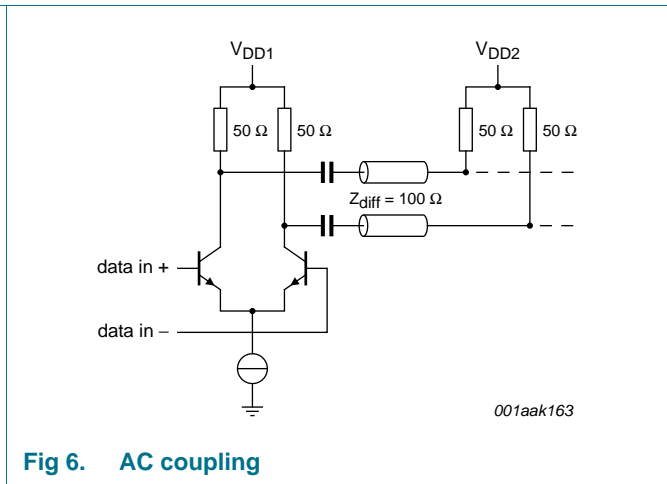 VDD1
VDD2
50 Ω
50 Ω
50 Ω
50 Ω
Zdiff = 100 Ω
data in +
data in −
001aak163
Fig 6. AC coupling